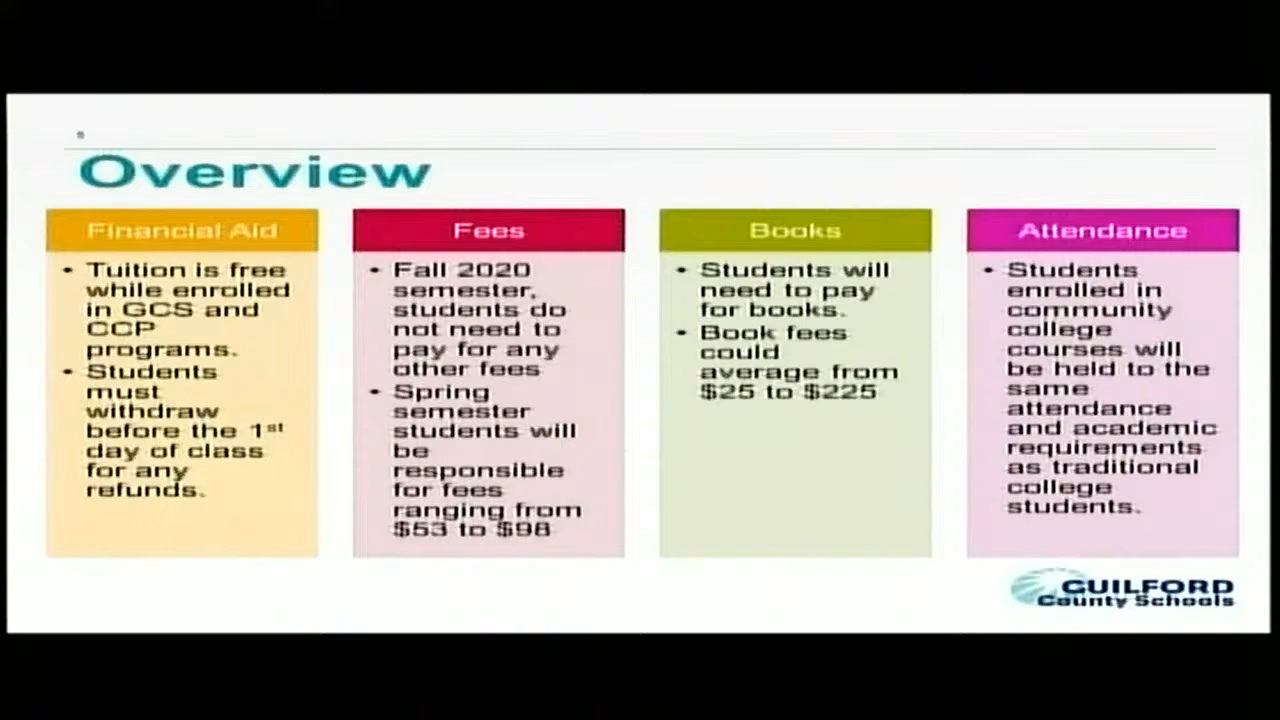 Overview
Financial Aid
• Tuition is free
while enrolled
in GCS and
CCP
programs.
• Students
must
withdraw
before the 1st
day of class
for any
refunds.
Fees
• Fall 2020
semester,
students do
not need to
pay for any
other fees
• Spring
semester
students will
be
responsible
for fees
ranging from
$53 to $98
Books
• Students will
need to pay
for books.
• Book fees
could
average from
$25 to $225
Attendance
• Students
enrolled in
community
college
courses will
be held to the
same
attendance
and academic
requirements
as traditional
college
students.
GUILFORD
County Schools